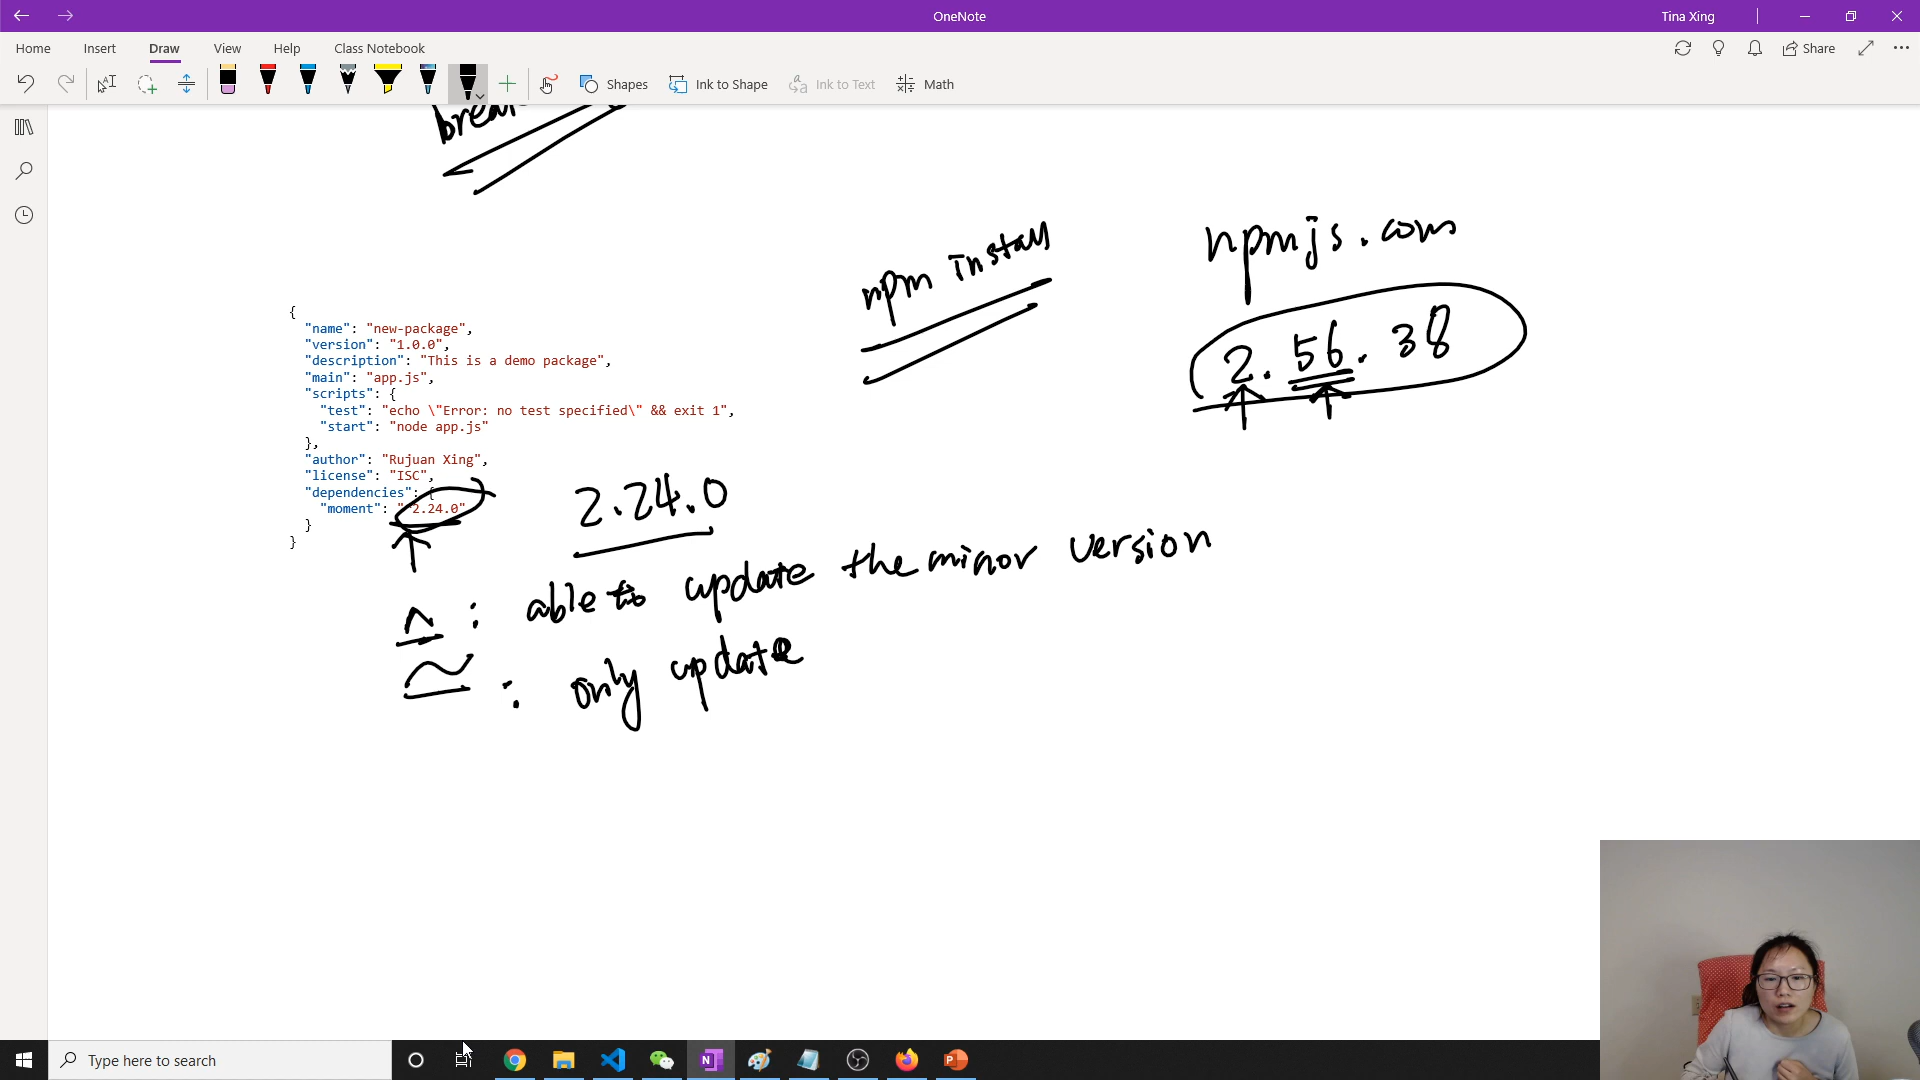 OneNote
Tina Xing
Home Insert Draw View Help Class Notebook
Share
Shapes Ink to Shape Ink to Text Math
npm install
npmjs.com
2.56.38
{
"name": "new-package",
"version": "1.0.0",
"description": "This is a demo package",
"main": "app.js",
"scripts": {
"test": "echo \"Error: no test specified\" && exit 1",
"start": "node app.js"
},
"author": "Rujuan Xing",
"license": "ISC",
"dependencies": {
"moment": "^2.24.0"
}
}
2.24.0
^ : able to update the minor version
~ : only update
Type here to search